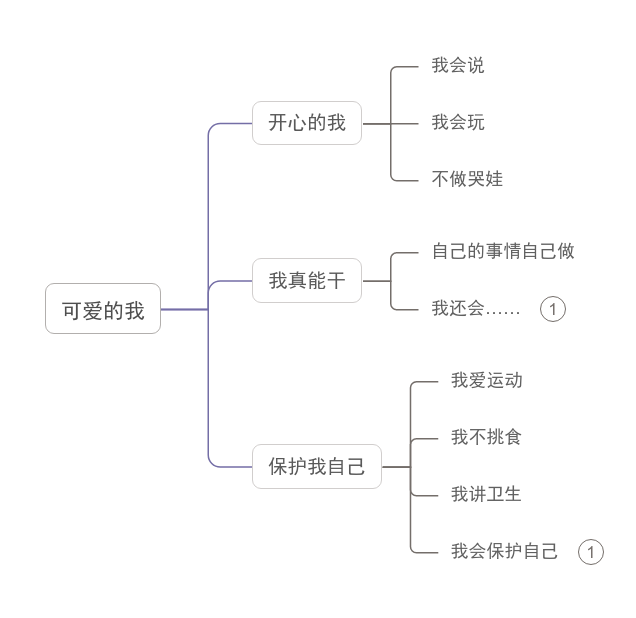 可爱的我
开心的我
我会说
我会玩
不做哭娃
我真能干
自己的事情自己做
我还会…… 1
保护我自己
我爱运动
我不挑食
我讲卫生
我会保护自己 1